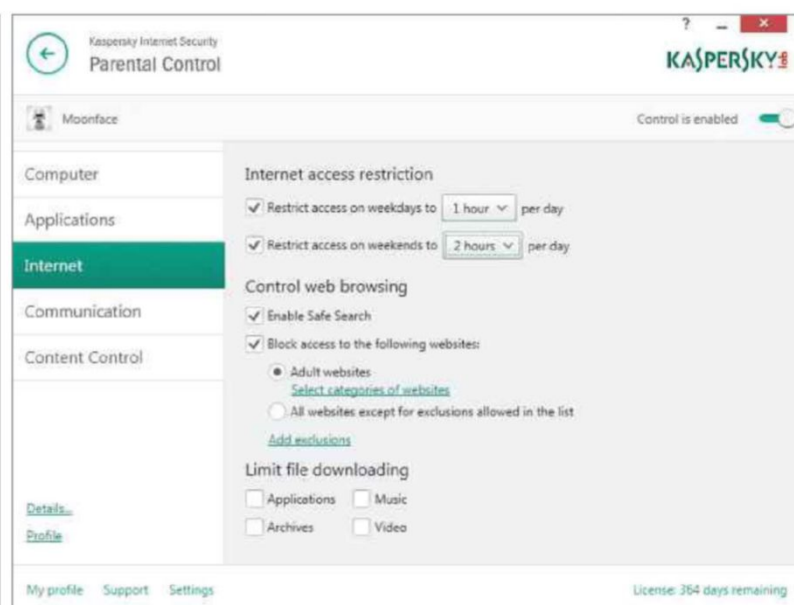 ? _ x
Kaspersky Internet Security
Parental Control
KASPERSKY lab
Moonface
Control is enabled
Computer
Applications
Internet
Communication
Content Control
Details...
Profile
Internet access restriction
Restrict access on weekdays to 1 hour per day
Restrict access on weekends to 2 hours per day
Control web browsing
Enable Safe Search
Block access to the following websites:
Adult websites
Select categories of websites
All websites except for exclusions allowed in the list
Add exclusions
Limit file downloading
Applications Music
Archives Video
My profile Support Settings
License: 364 days remaining